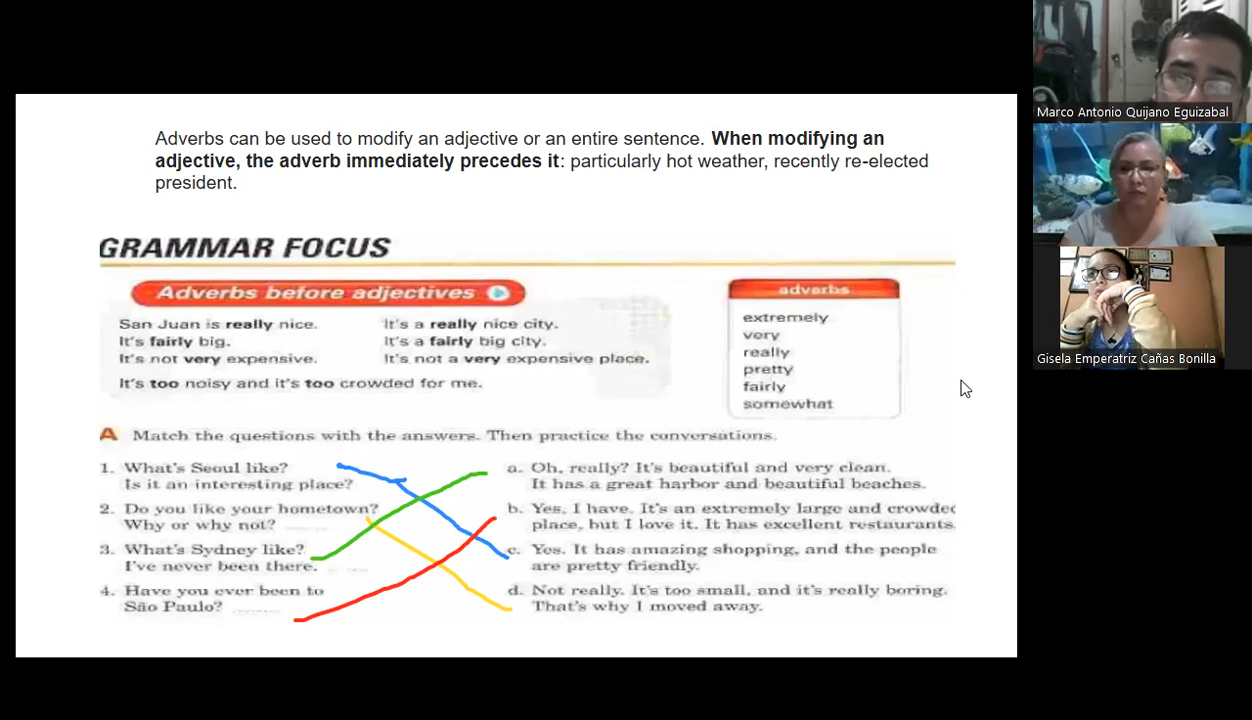 Adverbs can be used to modify an adjective or an entire sentence. When modifying an
adjective, the adverb immediately precedes it: particularly hot weather, recently re-elected
president.
GRAMMAR FOCUS
Adverbs before adjectives
San Juan is really nice.
It's fairly big.
It's not very expensive.
It's a really nice city.
It's a fairly big city.
It's not a very expensive place.
It's too noisy and it's too crowded for me.
adverbs
extremely
very
really
pretty
fairly
somewhat
A Match the questions with the answers. Then practice the conversations.
1. What's Seoul like?
Is it an interesting place?
2. Do you like your hometown?
Why or why not?
3. What's Sydney like?
I've never been there.
4. Have you ever been to
São Paulo?
a. Oh, really? It's beautiful and very clean.
It has a great harbor and beautiful beaches.
b. Yes, I have. It's an extremely large and crowded
place, but I love it. It has excellent restaurants.
c. Yes. It has amazing shopping, and the people
are pretty friendly.
d. Not really. It's too small, and it's really boring.
That's why I moved away.
Marco Antonio Quijano Eguizabal
Gisela Emperatriz Cañas Bonilla